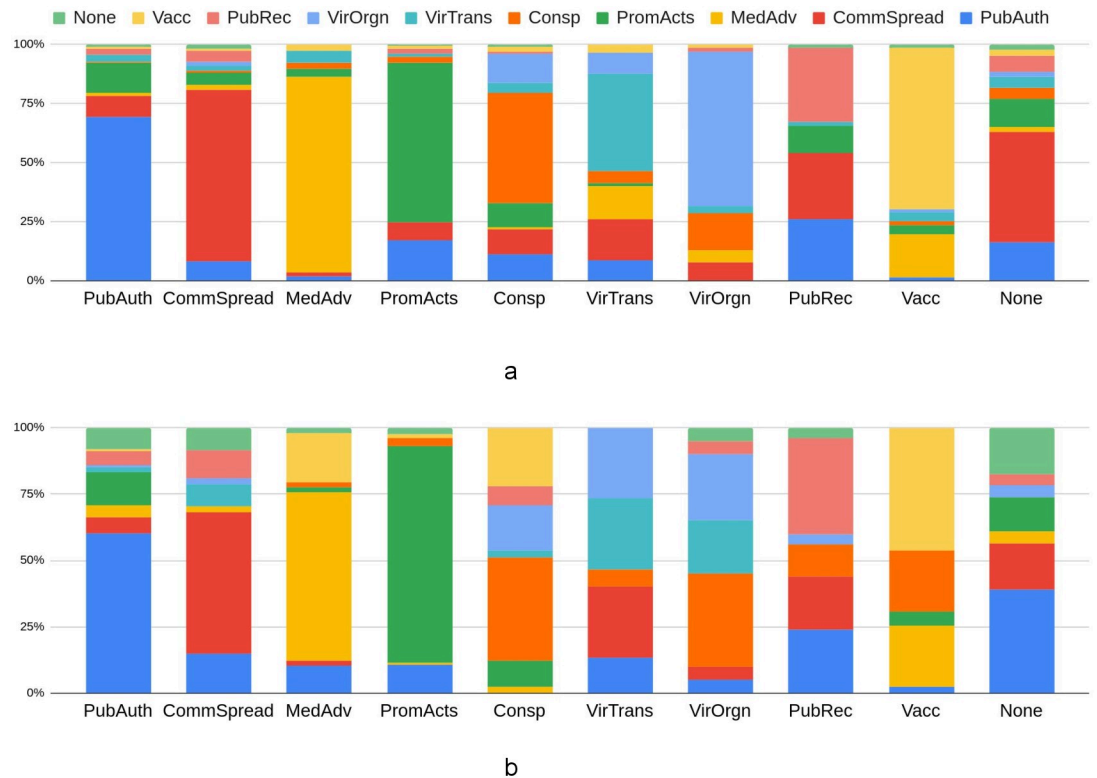 None Vacc PubRec VirOrgn VirTrans Consp PromActs MedAdv CommSpread PubAuth
100%
75%
50%
25%
0%
PubAuth CommSpread MedAdv PromActs Consp VirTrans VirOrgn PubRec Vacc None
a
100%
75%
50%
25%
0%
PubAuth CommSpread MedAdv PromActs Consp VirTrans VirOrgn PubRec Vacc None
b